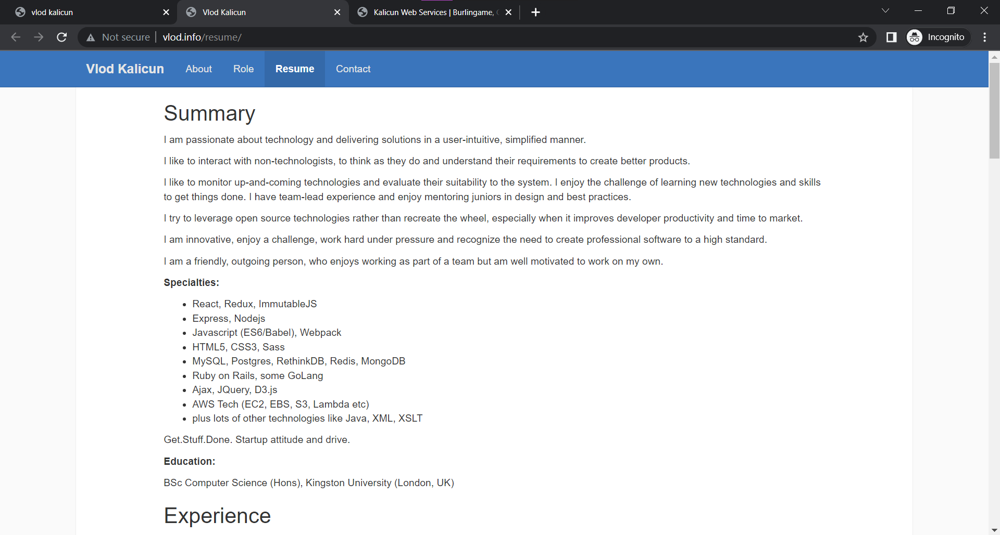 vlod kalicun
Vlod Kalicun
Kalicun Web Services | Burlingame,
Not secure
vlod.info/resume/
Incognito
Vlod Kalicun
About
Role
Resume
Contact
Summary
I am passionate about technology and delivering solutions in a user-intuitive, simplified manner.
I like to interact with non-technologists, to think as they do and understand their requirements to create better products.
I like to monitor up-and-coming technologies and evaluate their suitability to the system. I enjoy the challenge of learning new technologies and skills
to get things done. I have team-lead experience and enjoy mentoring juniors in design and best practices.
I try to leverage open source technologies rather than recreate the wheel, especially when it improves developer productivity and time to market.
I am innovative, enjoy a challenge, work hard under pressure and recognize the need to create professional software to a high standard.
I am a friendly, outgoing person, who enjoys working as part of a team but am well motivated to work on my own.
Specialties:
• React, Redux, ImmutableJS
• Express, Nodejs
• Javascript (ES6/Babel), Webpack
• HTML5, CSS3, Sass
• MySQL, Postgres, RethinkDB, Redis, MongoDB
• Ruby on Rails, some GoLang
• Ajax, JQuery, D3.js
• AWS Tech (EC2, EBS, S3, Lambda etc)
• plus lots of other technologies like Java, XML, XSLT
Get.Stuff.Done. Startup attitude and drive.
Education:
BSc Computer Science (Hons), Kingston University (London, UK)
Experience